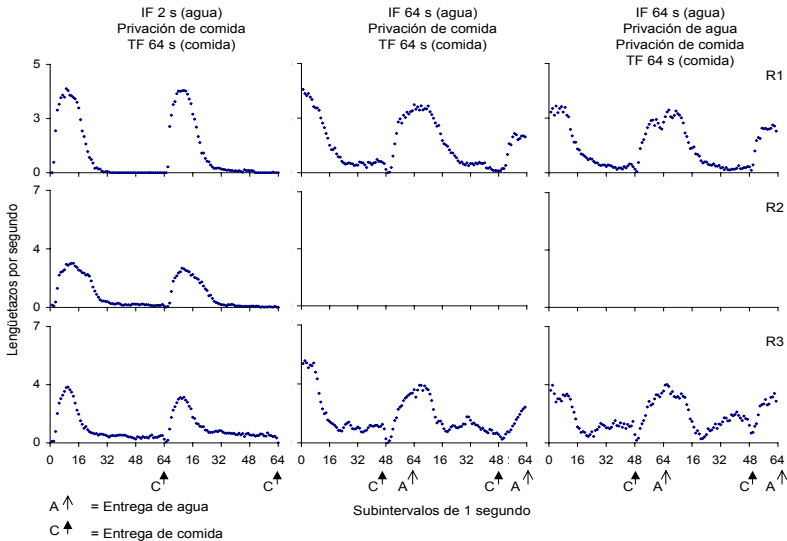 IF 2 s (agua)
Privación de comida
TF 64 s (comida)
IF 64 s (agua)
Privación de comida
TF 64 s (comida)
IF 64 s (agua)
Privación de agua
Privación de comida
TF 64 s (comida)
5
3
0
R1
7
4
0
R2
Lengüetazos por segundo
7
4
0
R3
0 16 32 48 64 16 32 48 64
0 16 32 48 64 16 32 48 64
0 16 32 48 64 16 32 48 64
C C
C A C A
C A C A
Subintervalos de 1 segundo
A = Entrega de agua
C = Entrega de comida